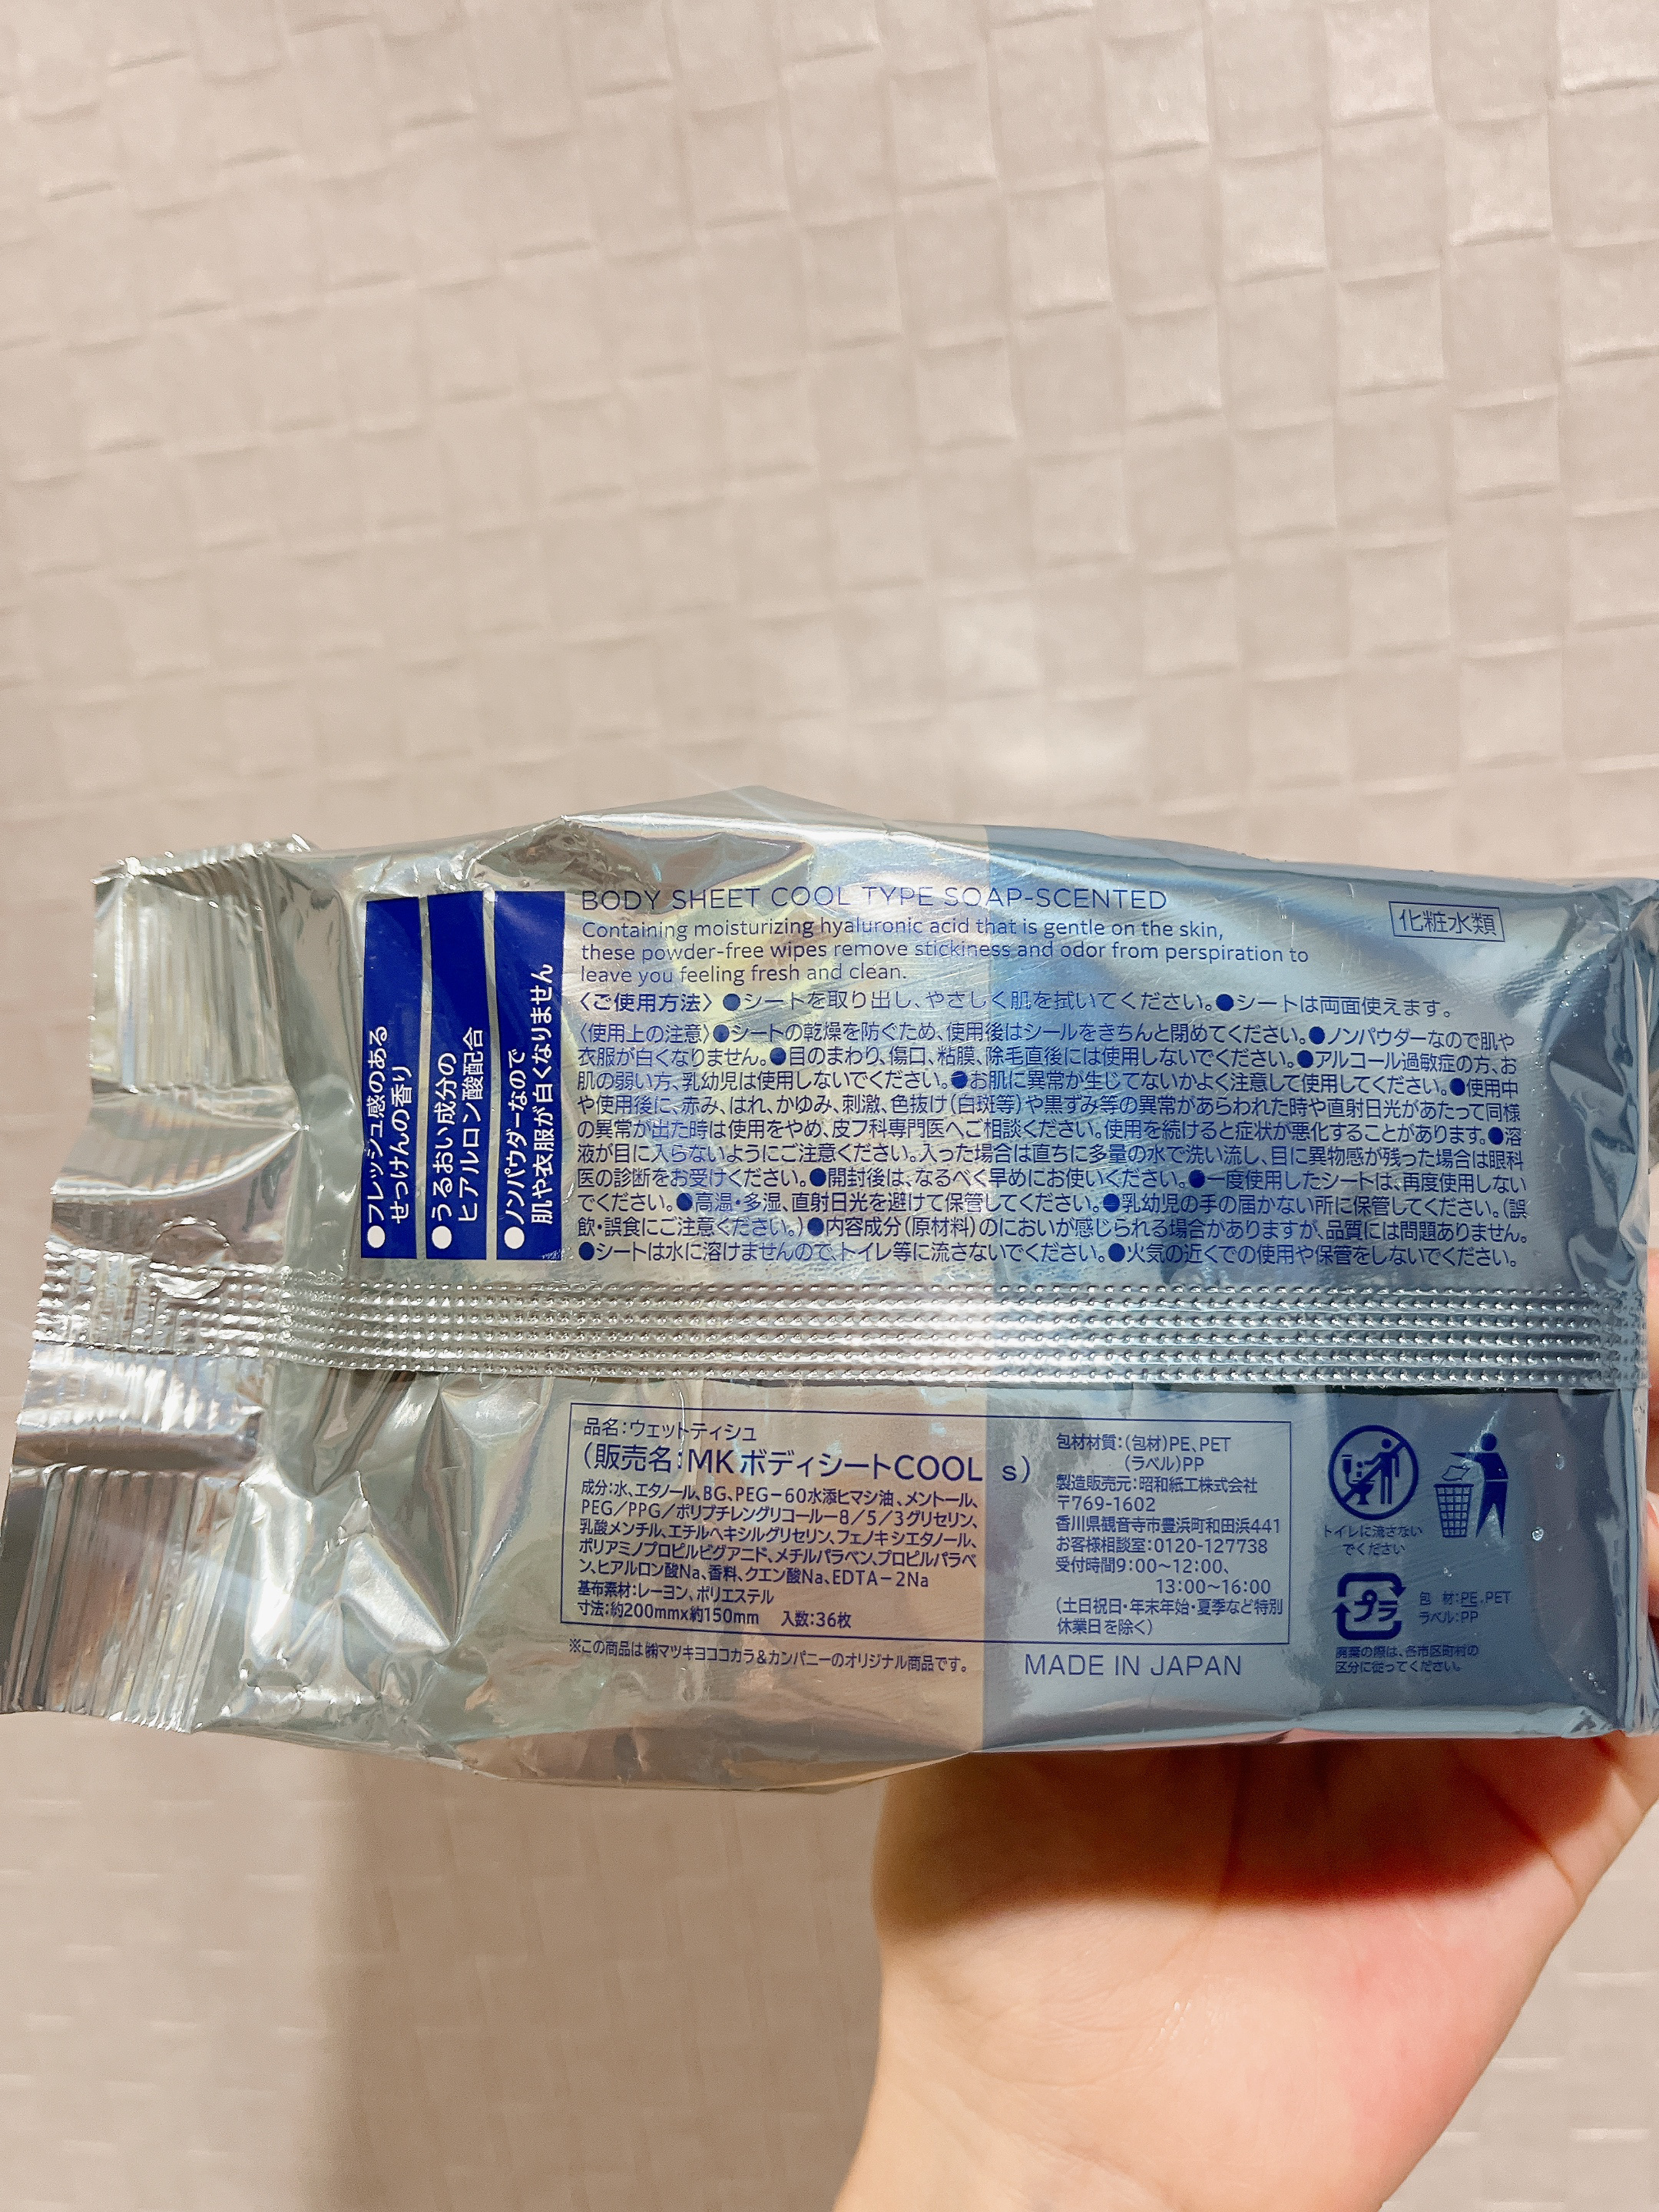 ●フレッシュ感のある
せっけんの香り
●うるおい成分の
ヒアルロン酸配合
●ノンパウダーなので
肌や衣服が白くなりません
BODY SHEET COOL TYPE SOAP-SCENTED
Containing moisturizing hyaluronic acid that is gentle on the skin,
these powder-free wipes remove stickiness and odor from perspiration to
leave you feeling fresh and clean.
化粧水類
〈ご使用方法〉●シートを取り出し、やさしく肌を拭いてください。●シートは両面使えます。
〈使用上の注意〉●シートの乾燥を防ぐため、使用後はシールをきちんと閉めてください。●ノンパウダーなので肌や
衣服が白くなりません。●目のまわり、傷口、粘膜、除毛直後には使用しないでください。●アルコール過敏症の方、お
肌の弱い方、乳幼児は使用しないでください。●お肌に異常が生じてないかよく注意して使用してください。●使用中
や使用後に、赤み、はれ、かゆみ、刺激、色抜け(白斑等)や黒ずみ等の異常があらわれた時や直射日光があたって同様
の異常が出た時は使用をやめ、皮フ科専門医へご相談ください。使用を続けると症状が悪化することがあります。●溶
液が目に入らないようにご注意ください。入った場合は直ちに多量の水で洗い流し、目に異物感が残った場合は眼科
医の診断をお受けください。●開封後は、なるべく早めにお使いください。●一度使用したシートは、再度使用しない
でください。●高温・多湿、直射日光を避けて保管してください。●乳幼児の手の届かない所に保管してください。(誤
飲・誤食にご注意ください。)●内容成分(原材料)のにおいが感じられる場合がありますが、品質には問題ありません。
●シートは水に溶けませんので、トイレ等に流さないでください。●火気の近くでの使用や保管をしないでください。
品名:ウェットティシュ
(販売名:MKボディシートCOOL s)
成分:水、エタノール、BG、PEG-60水添ヒマシ油、メントール、
PEG/PPG/ポリブチレングリコール-8/5/3グリセリン、
乳酸メンチル、エチルヘキシルグリセリン、フェノキシエタノール、
ポリアミノプロピルビグアニド、メチルパラベン、プロピルパラベ
ン、ヒアルロン酸Na、香料、クエン酸Na、EDTA-2Na
基布素材:レーヨン、ポリエステル
寸法:約200mmx約150mm 入数:36枚
包材材質:(包材)PE、PET
(ラベル)PP
製造販売元:昭和紙工株式会社
〒769-1602
香川県観音寺市豊浜町和田浜441
お客様相談室:0120-127738
受付時間9:00~12:00、
13:00~16:00
(土日祝日・年末年始・夏季など特別
休業日を除く)
※この商品は㈱マツキヨココカラ&カンパニーのオリジナル商品です。
MADE IN JAPAN
トイレに流さない
でください
プラ
包 材:PE、PET
ラベル:PP
廃棄の際は、各市区町村の
区分に従ってください。